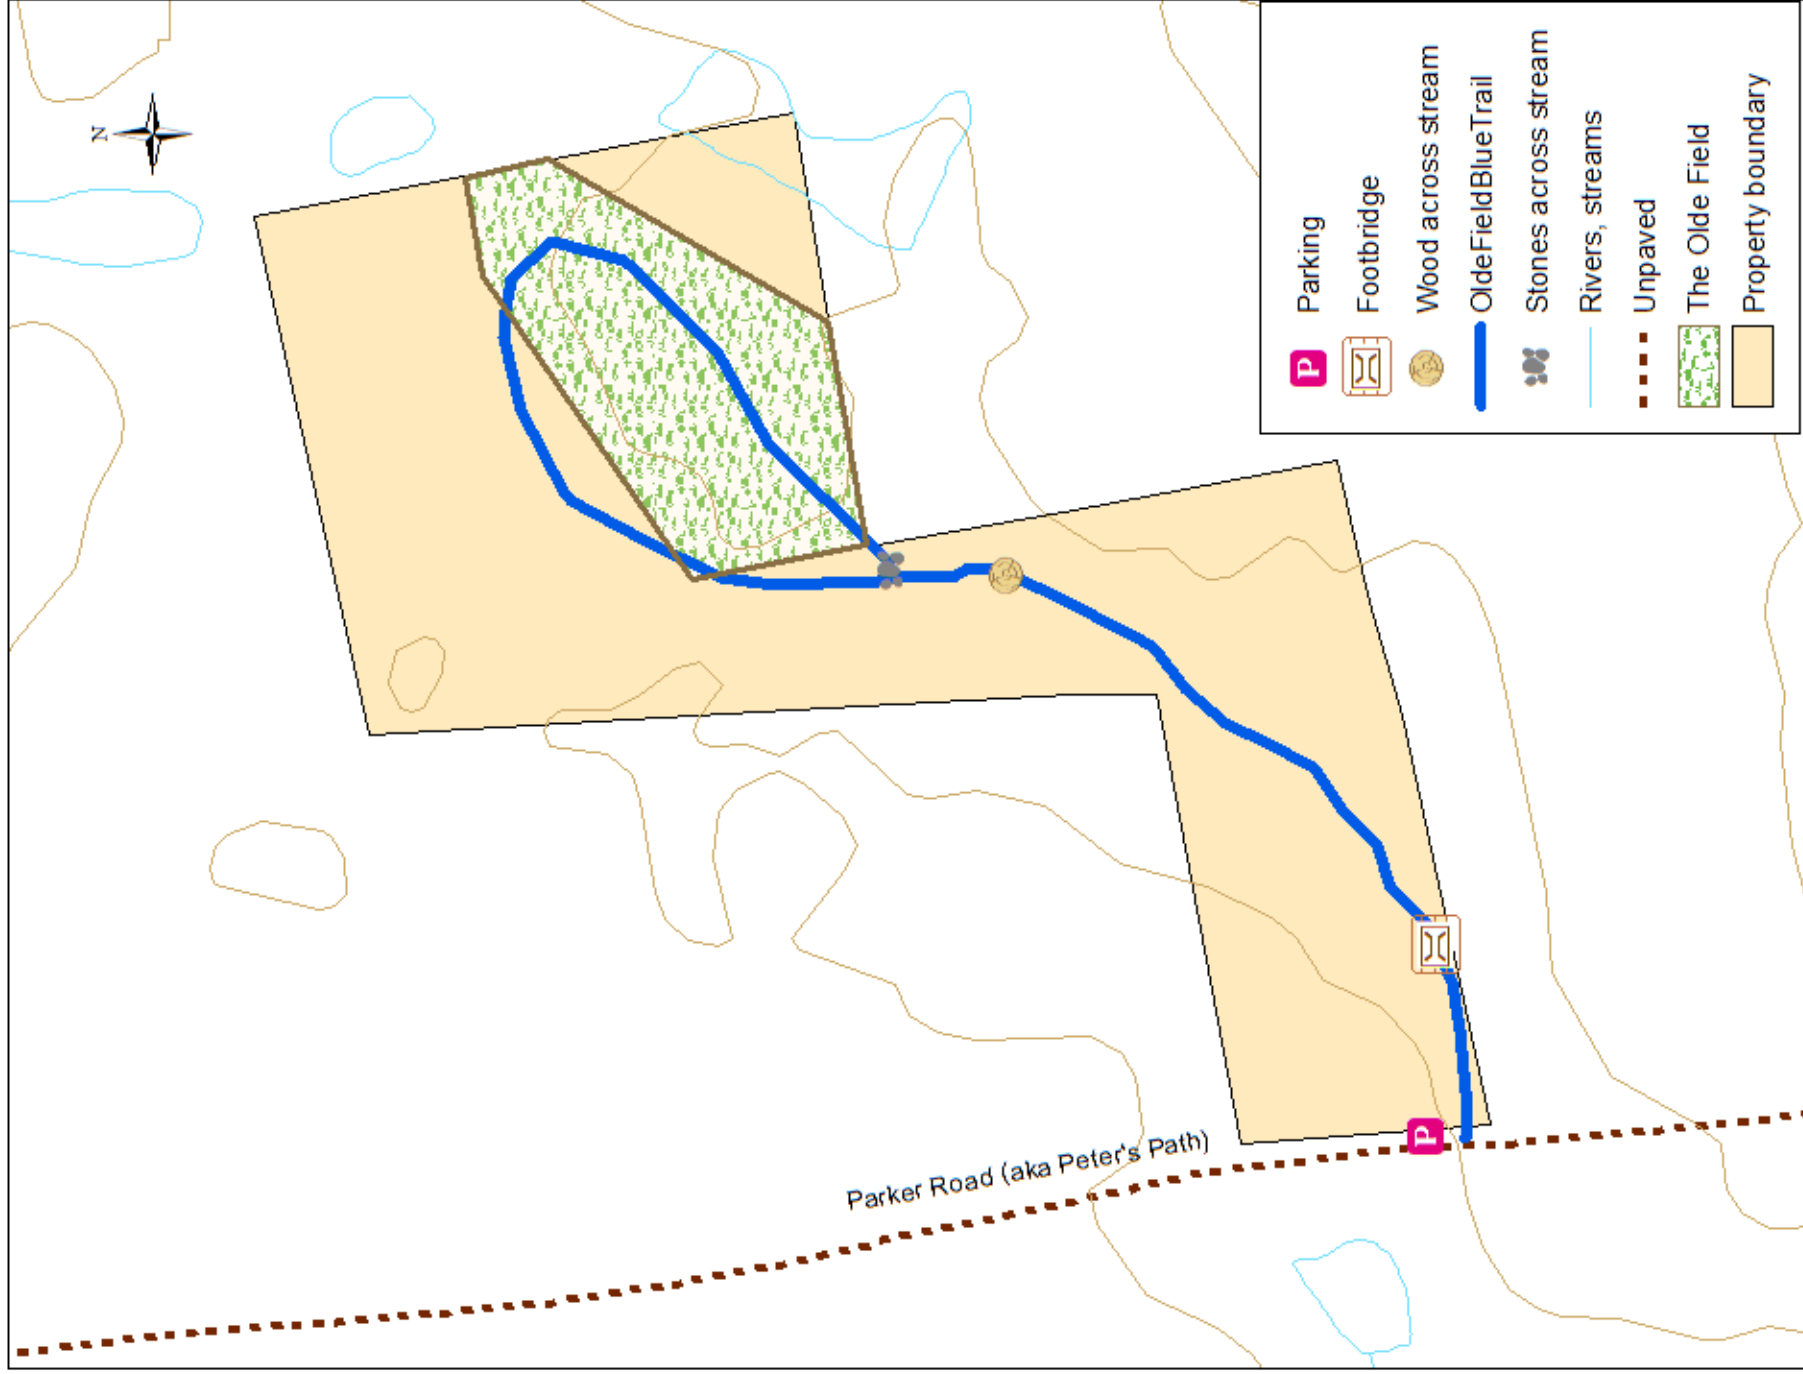 N
Parker Road (aka Peter's Path)
P
P
Parking
Footbridge
Wood across stream
OldeFieldBlueTrail
Stones across stream
Rivers, streams
Unpaved
The Olde Field
Property boundary